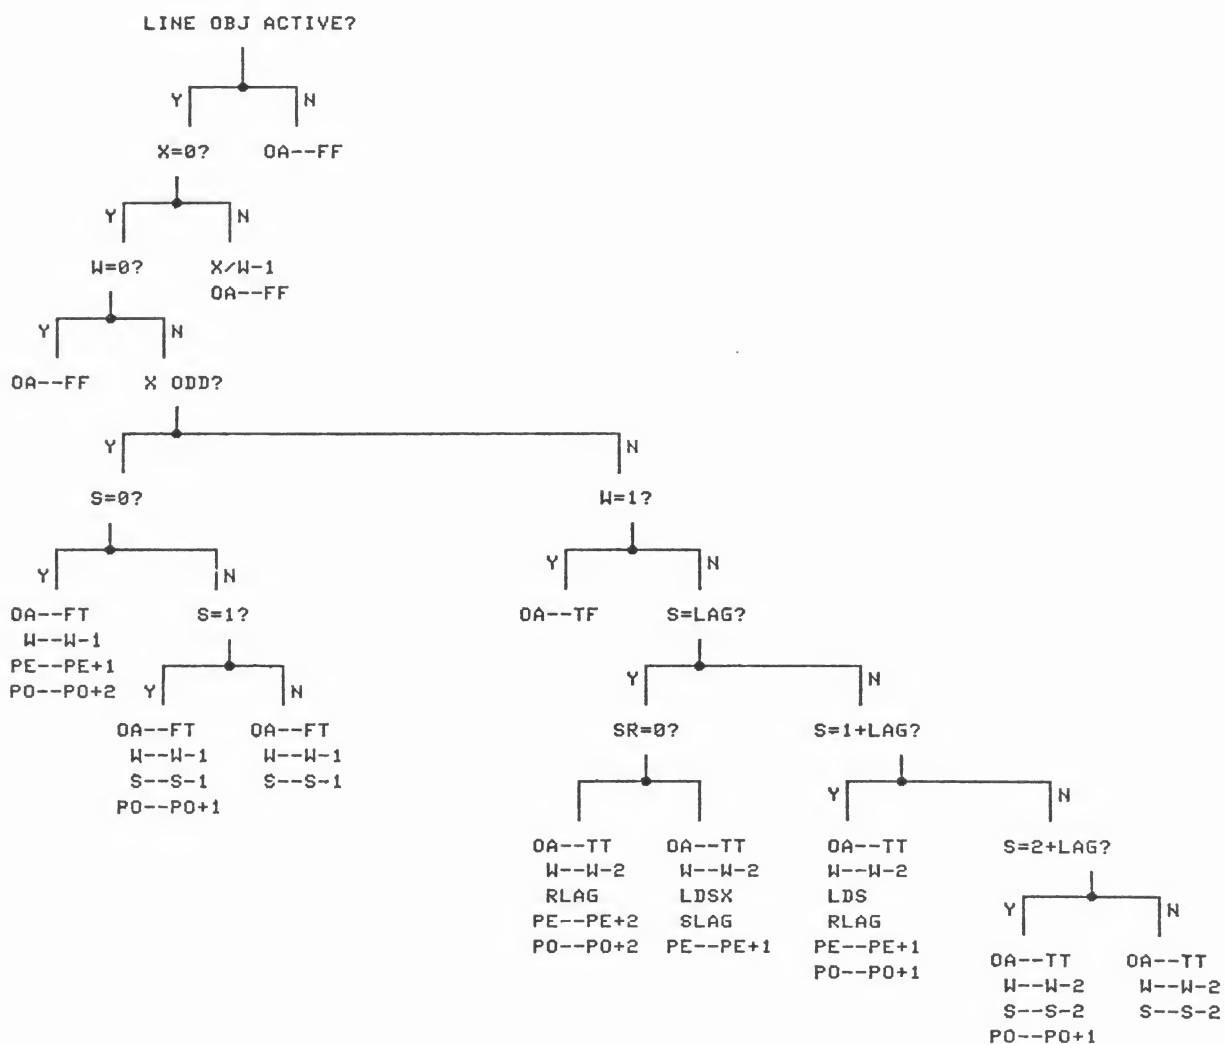 LINE OBJ ACTIVE?
Y N
X=0? OA--FF
Y N
W=0? X/W-1
OA--FF
Y N
OA--FF X ODD?
Y N
S=0? W=1?
Y N Y N
OA--FT S=1? OA--TF S=LAG?
W--W-1
PE--PE+1
PO--PO+2
Y N Y N
OA--FT OA--FT SR=0? S=1+LAG?
W--W-1 W--W-1
S--S-1 S--S-1
PO--PO+1
Y N
OA--TT OA--TT OA--TT S=2+LAG?
W--W-2 W--W-2 W--W-2
RLAG LDSX LDS
PE--PE+2 SLAG RLAG
PO--PO+2 PE--PE+1 PE--PE+1
PO--PO+1
Y N
OA--TT OA--TT
W--W-2 W--W-2
S--S-2 S--S-2
PO--PO+1